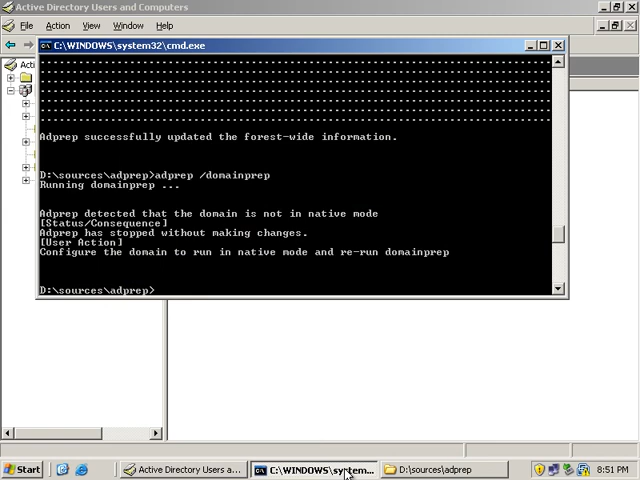 Active Directory Users and Computers
File Action View Window Help
C:\WINDOWS\system32\cmd.exe
Acti
Adprep successfully updated the forest-wide information.
D:\sources\adprep>adprep /domainprep
Running domainprep ...
Adprep detected that the domain is not in native mode
[Status/Consequence]
Adprep has stopped without making changes.
[User Action]
Configure the domain to run in native mode and re-run domainprep
D:\sources\adprep>
Start
Active Directory Users a...
C:\WINDOWS\system...
D:\sources\adprep
8:51 PM